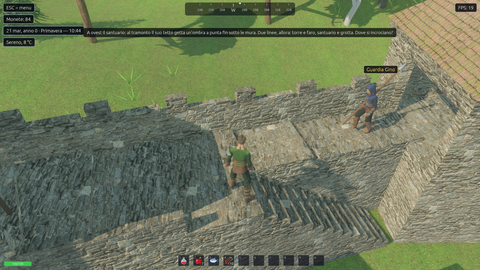 ESC = menu
FPS: 19
Monete: 84
21 mar, anno 0 · Primavera — 10:44
A ovest il santuario: al tramonto il suo tetto getta un'ombra a punta fin sotto le mura. Due linee, allora: torre e faro, santuario e grotta. Dove si incrociano?
Sereno, 8 °C
Guardia Gino